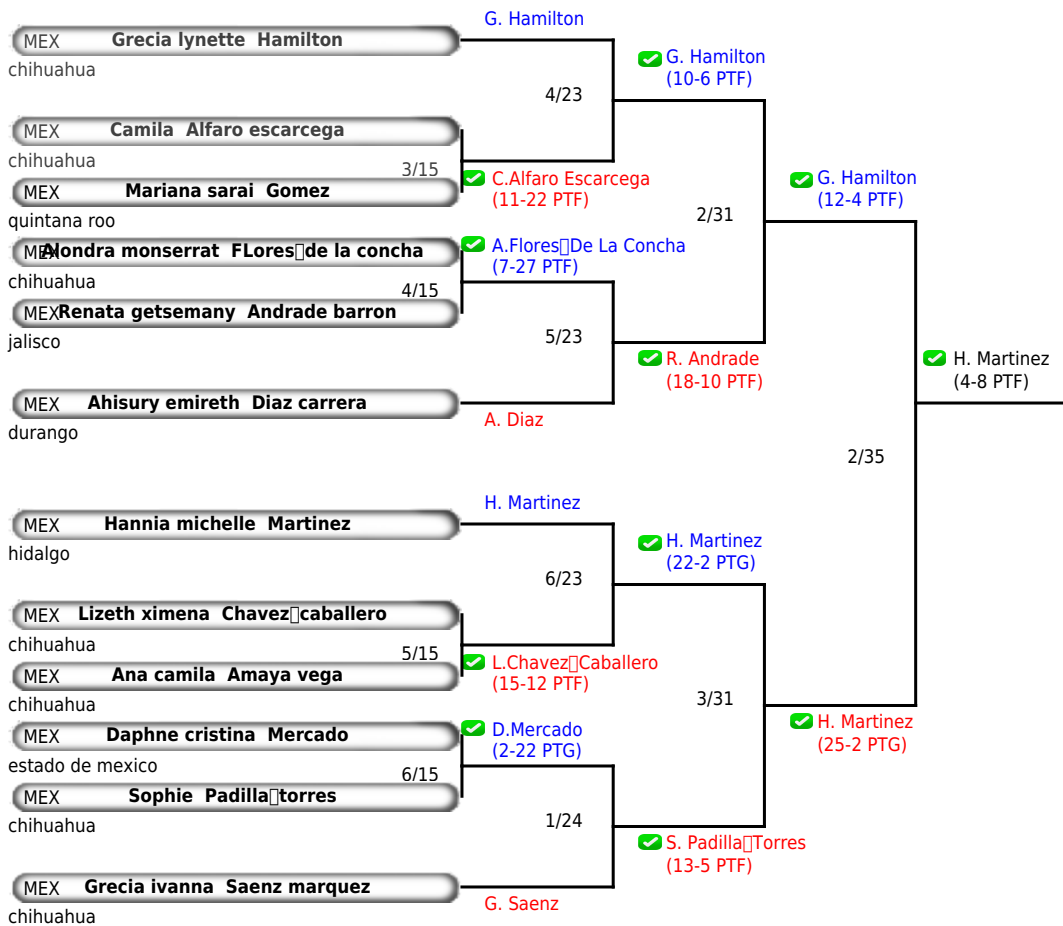 G. Hamilton
MEX Grecia lynette Hamilton
chihuahua
4/23
G. Hamilton
(10-6 PTF)
MEX Camila Alfaro escarcega
chihuahua
3/15
MEX Mariana sarai Gomez
quintana roo
C.Alfaro Escarcega
(11-22 PTF)
2/31
G. Hamilton
(12-4 PTF)
MEX Alondra monserrat FLores▯de la concha
chihuahua
A.Flores▯De La Concha
(7-27 PTF)
4/15
MEX Renata getsemany Andrade barron
jalisco
5/23
R. Andrade
(18-10 PTF)
MEX Ahisury emireth Diaz carrera
durango
A. Diaz
H. Martinez
(4-8 PTF)
2/35
H. Martinez
MEX Hannia michelle Martinez
hidalgo
H. Martinez
(22-2 PTG)
6/23
MEX Lizeth ximena Chavez▯caballero
chihuahua
5/15
MEX Ana camila Amaya vega
chihuahua
L.Chavez▯Caballero
(15-12 PTF)
3/31
H. Martinez
(25-2 PTG)
MEX Daphne cristina Mercado
estado de mexico
D.Mercado
(2-22 PTG)
6/15
MEX Sophie Padilla▯torres
chihuahua
1/24
S. Padilla▯Torres
(13-5 PTF)
MEX Grecia ivanna Saenz marquez
chihuahua
G. Saenz